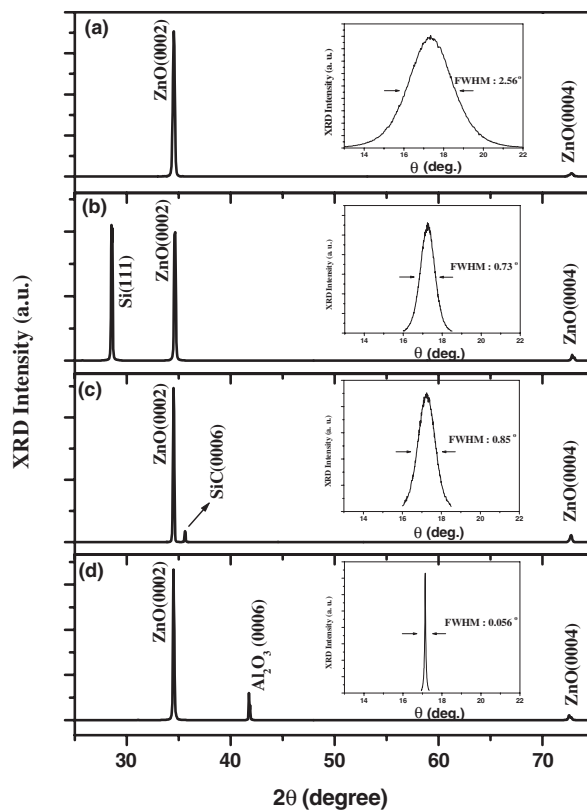 (a)
ZnO(0002)
ZnO(0004)
XRD Intensity (a. u.)
FWHM : 2.56°
14 16 18 20 22
θ (deg.)
(b)
Si(111)
ZnO(0002)
ZnO(0004)
XRD Intensity (a. u.)
FWHM : 0.73°
14 16 18 20 22
θ (deg.)
(c)
ZnO(0002)
SiC(0006)
ZnO(0004)
XRD Intensity (a. u.)
FWHM : 0.85°
14 16 18 20 22
θ (deg.)
(d)
ZnO(0002)
Al2O3 (0006)
ZnO(0004)
XRD Intensity (a. u.)
FWHM : 0.056°
14 16 18 20 22
θ (deg.)
XRD Intensity (a.u.)
30 40 50 60 70
2θ (degree)